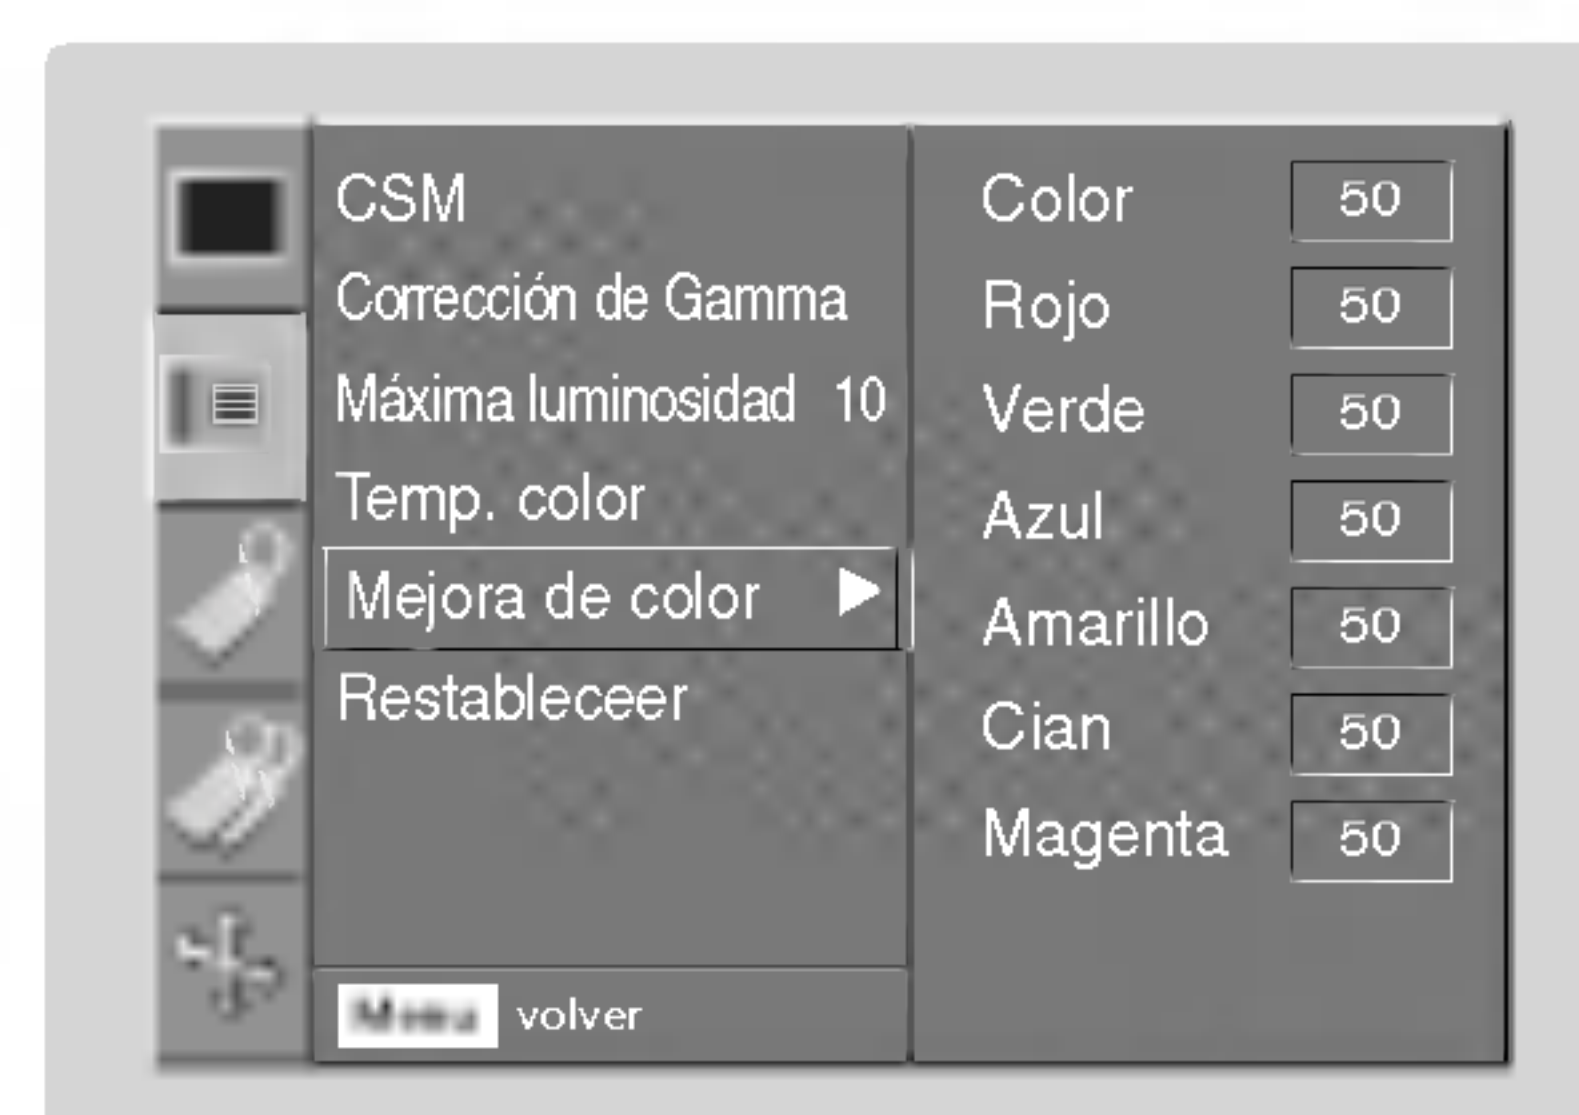 CSM
Corrección de Gamma
Máxima luminosidad 10
Temp. color
Mejora de color
Restableceer
Menu volver
Color 50
Rojo 50
Verde 50
Azul 50
Amarillo 50
Cian 50
Magenta 50